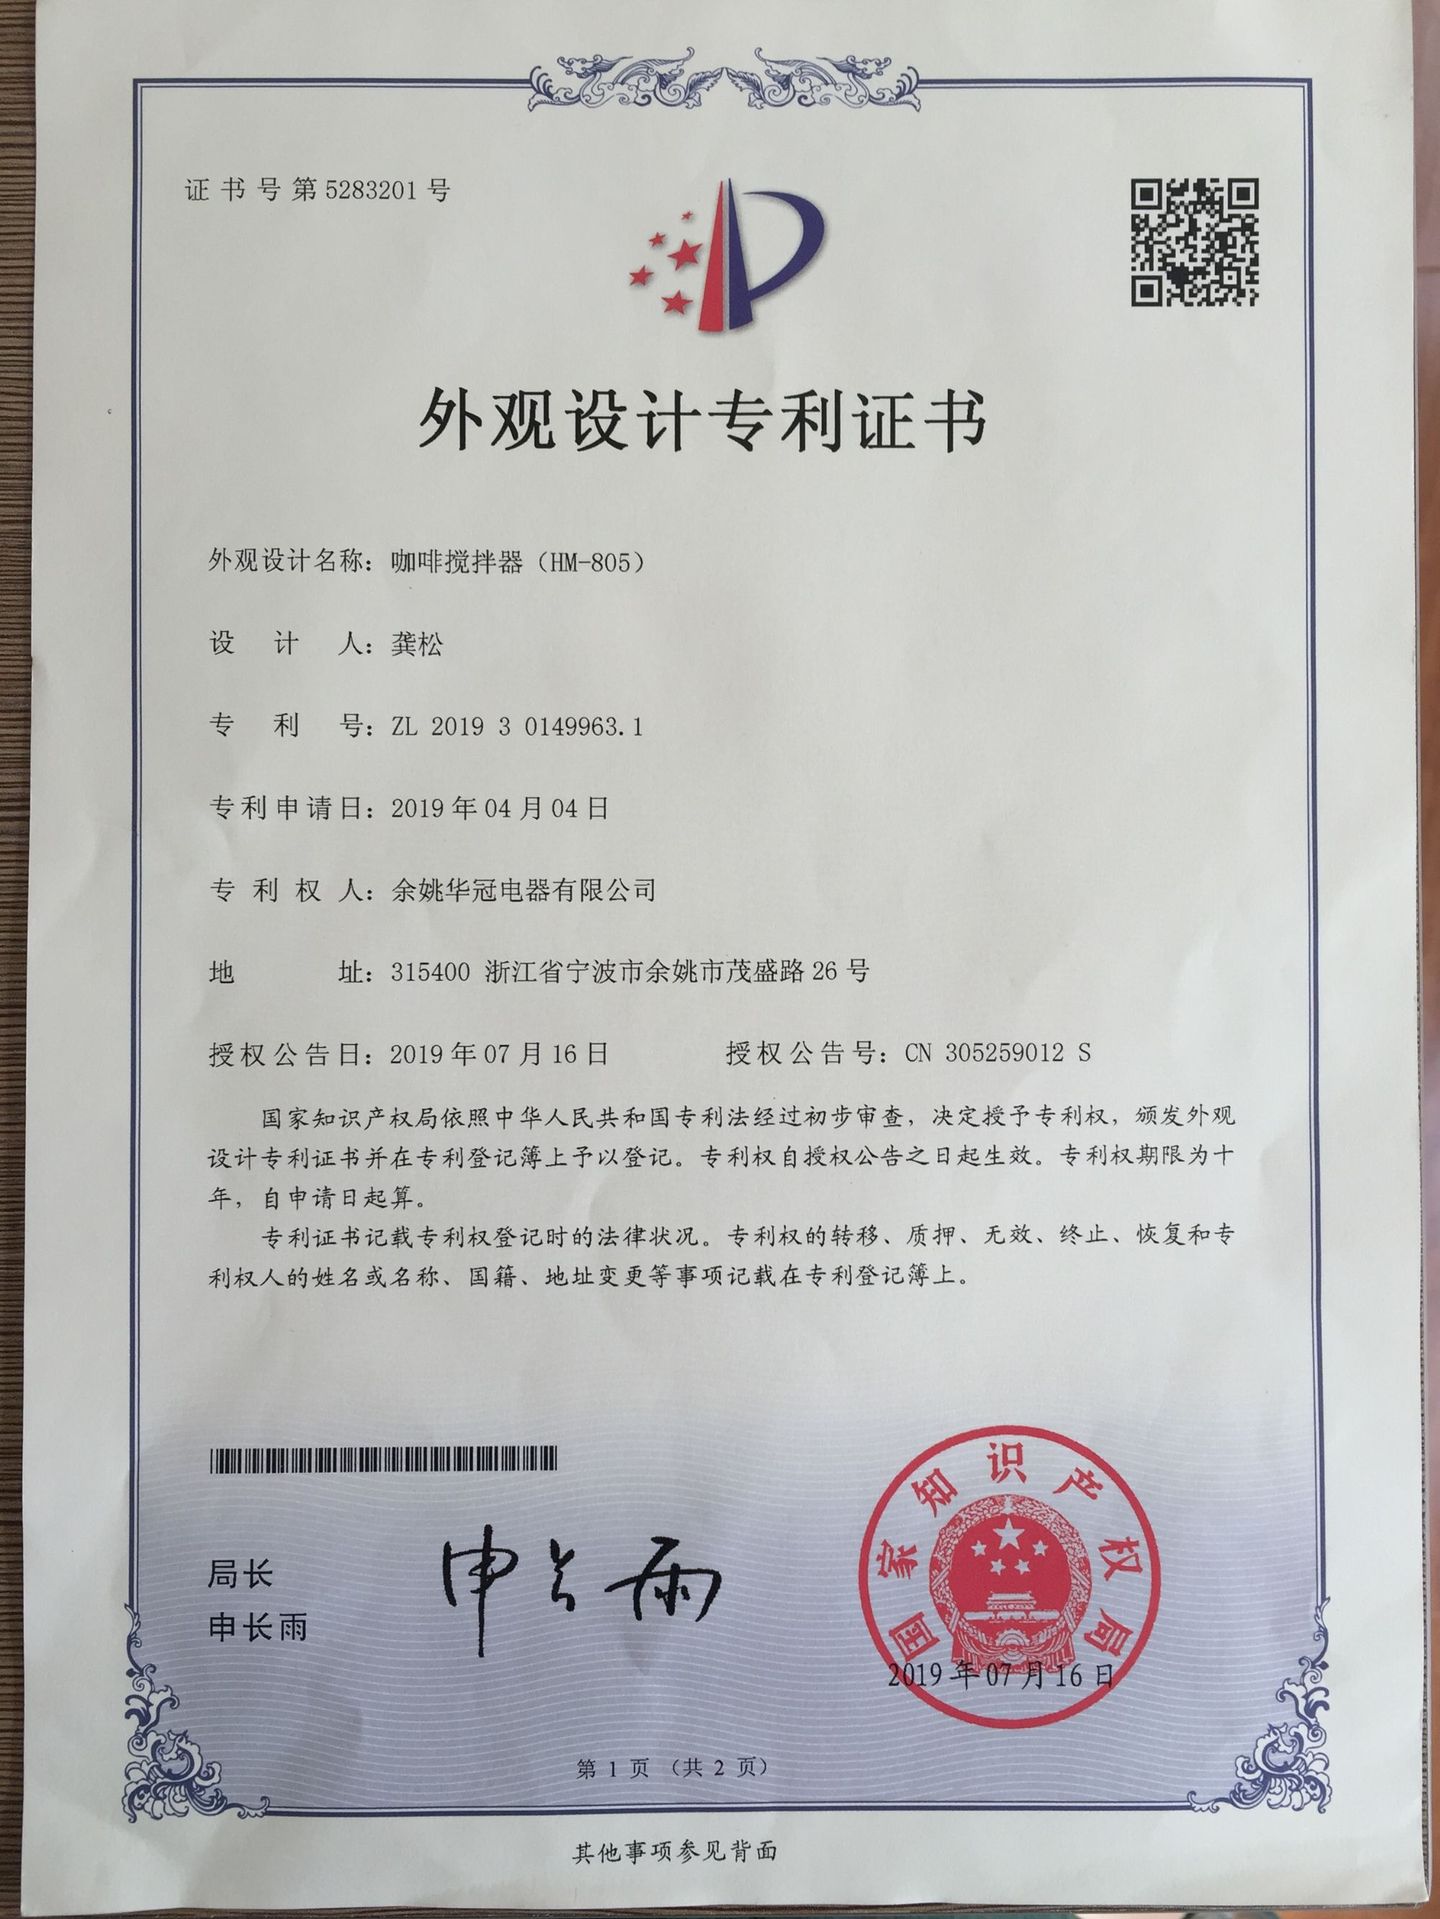 证书号第5283201号
外观设计专利证书
外观设计名称：咖啡搅拌器（HM-805）
设计人：龚松
专利号：ZL 2019 3 0149963.1
专利申请日：2019年04月04日
专利权人：余姚华冠电器有限公司
地址：315400 浙江省宁波市余姚市茂盛路26号
授权公告日：2019年07月16日 授权公告号：CN 305259012 S
国家知识产权局依照中华人民共和国专利法经过初步审查，决定授予专利权，颁发外观
设计专利证书并在专利登记簿上予以登记。专利权自授权公告之日起生效。专利权期限为十
年，自申请日起算。
专利证书记载专利权登记时的法律状况。专利权的转移、质押、无效、终止、恢复和专
利权人的姓名或名称、国籍、地址变更等事项记载在专利登记簿上。
局长
申长雨
申长雨
国家知识产权局
2019年07月16日
第 1 页 （共 2 页）
其他事项参见背面